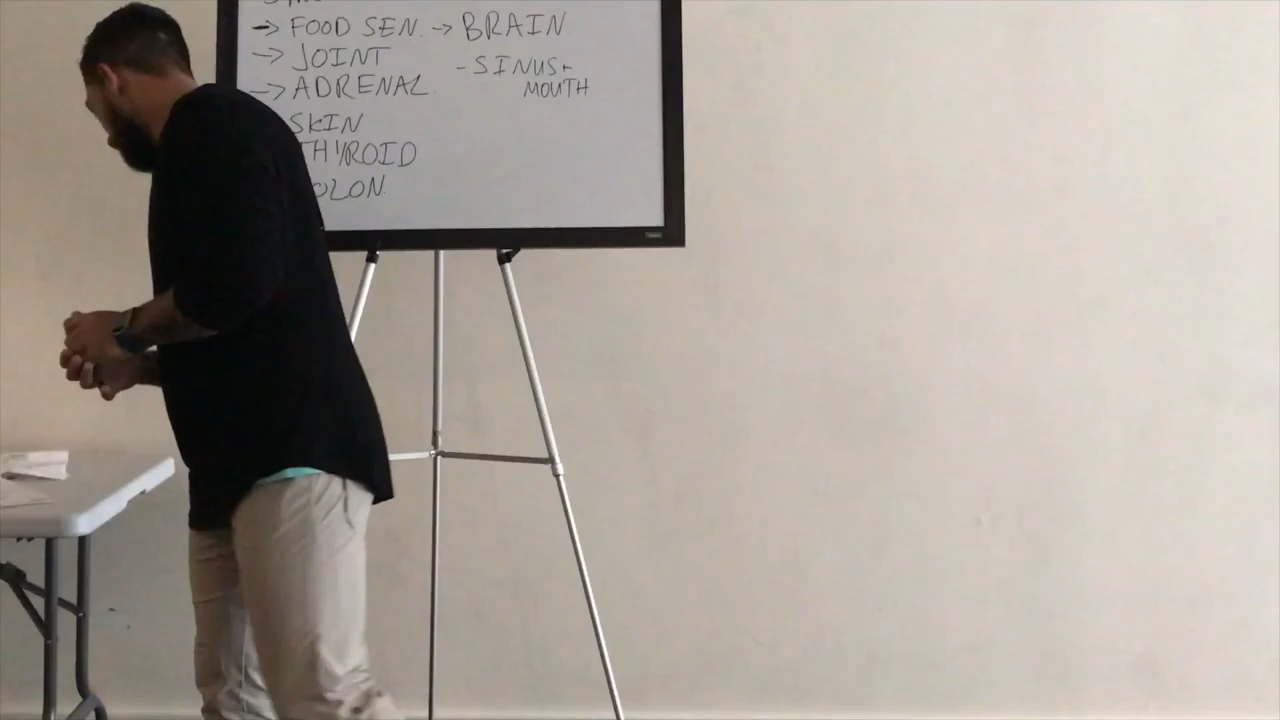 → FOOD SEN. → BRAIN
→ JOINT
- SINUS +
→ ADRENAL
MOUTH
SKIN
THYROID
OLON